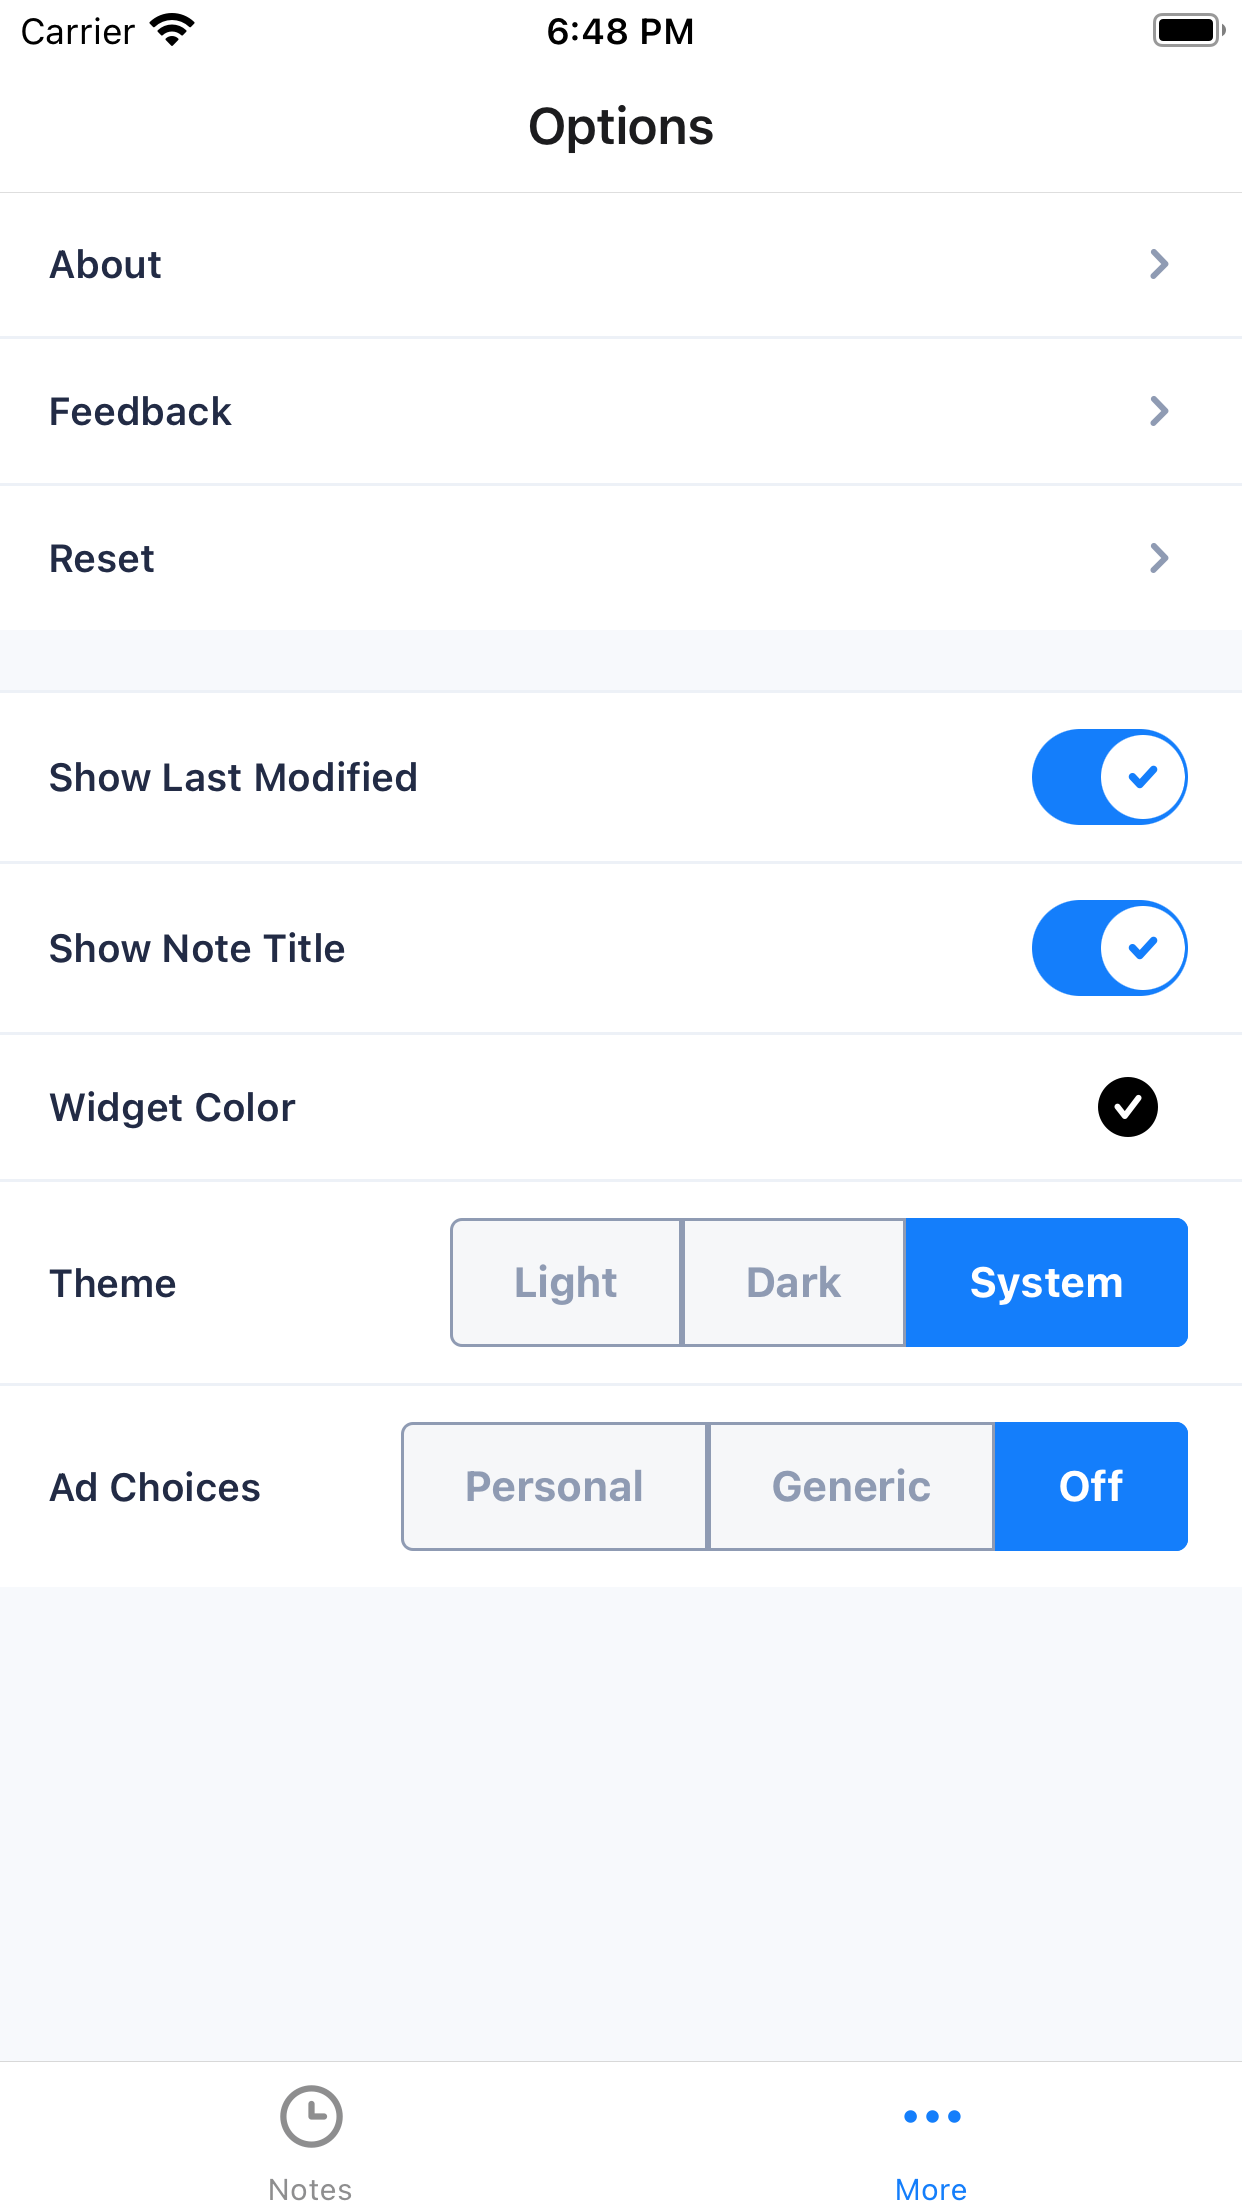 Carrier 6:48 PM
Options
About
Feedback
Reset
Show Last Modified
Show Note Title
Widget Color
Theme Light Dark System
Ad Choices Personal Generic Off
Notes More